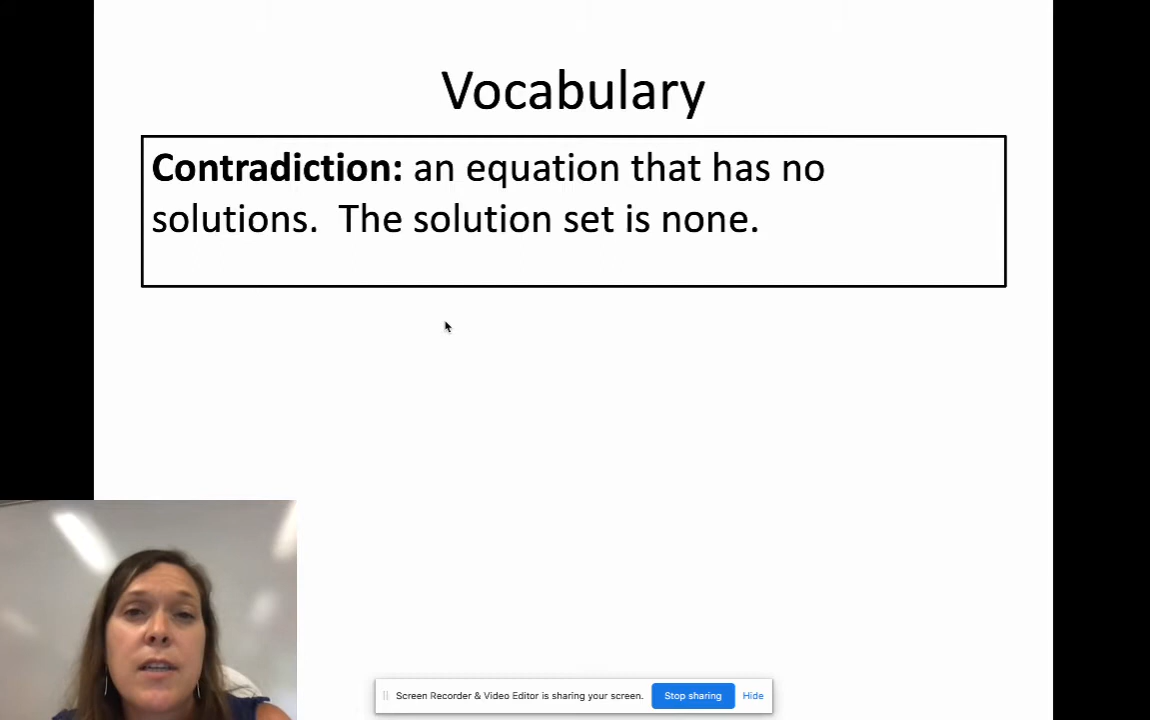 Vocabulary
Contradiction: an equation that has no
solutions.  The solution set is none.
Screen Recorder & Video Editor is sharing your screen. Stop sharing Hide